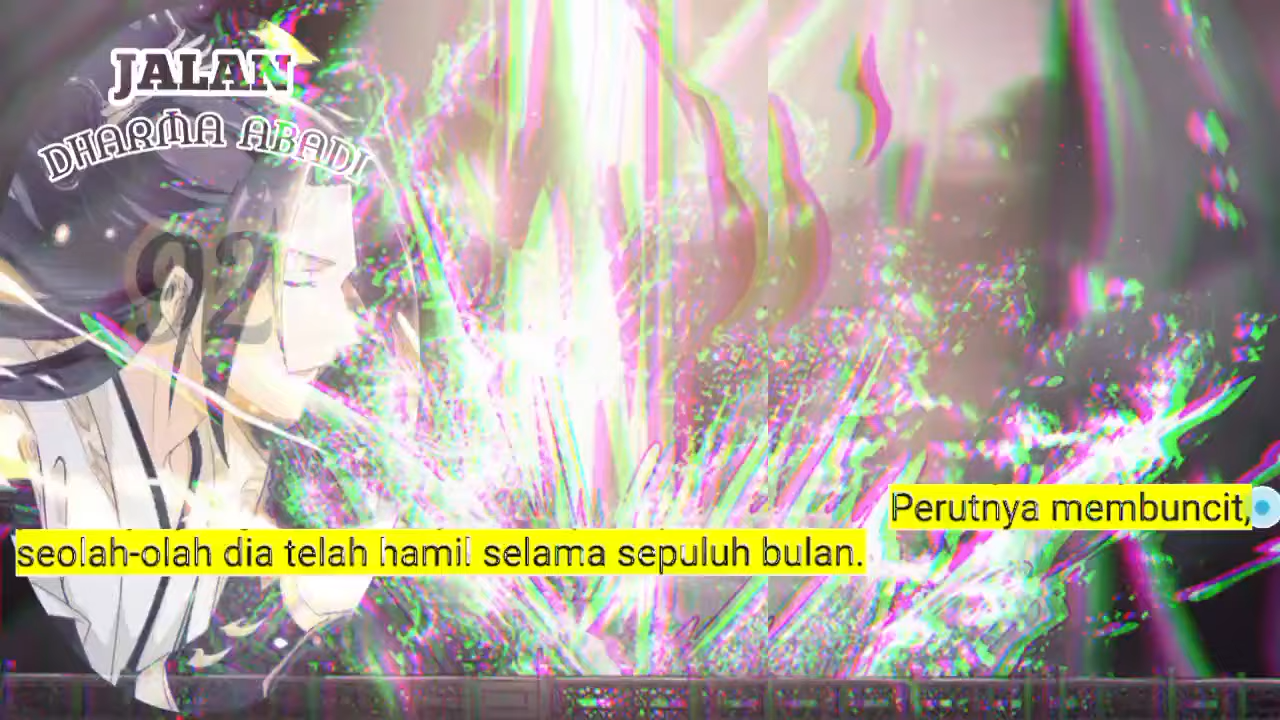 JALAN
DHARMA ABADI
92
Perutnya membuncit,
seolah-olah dia telah hamil selama sepuluh bulan.